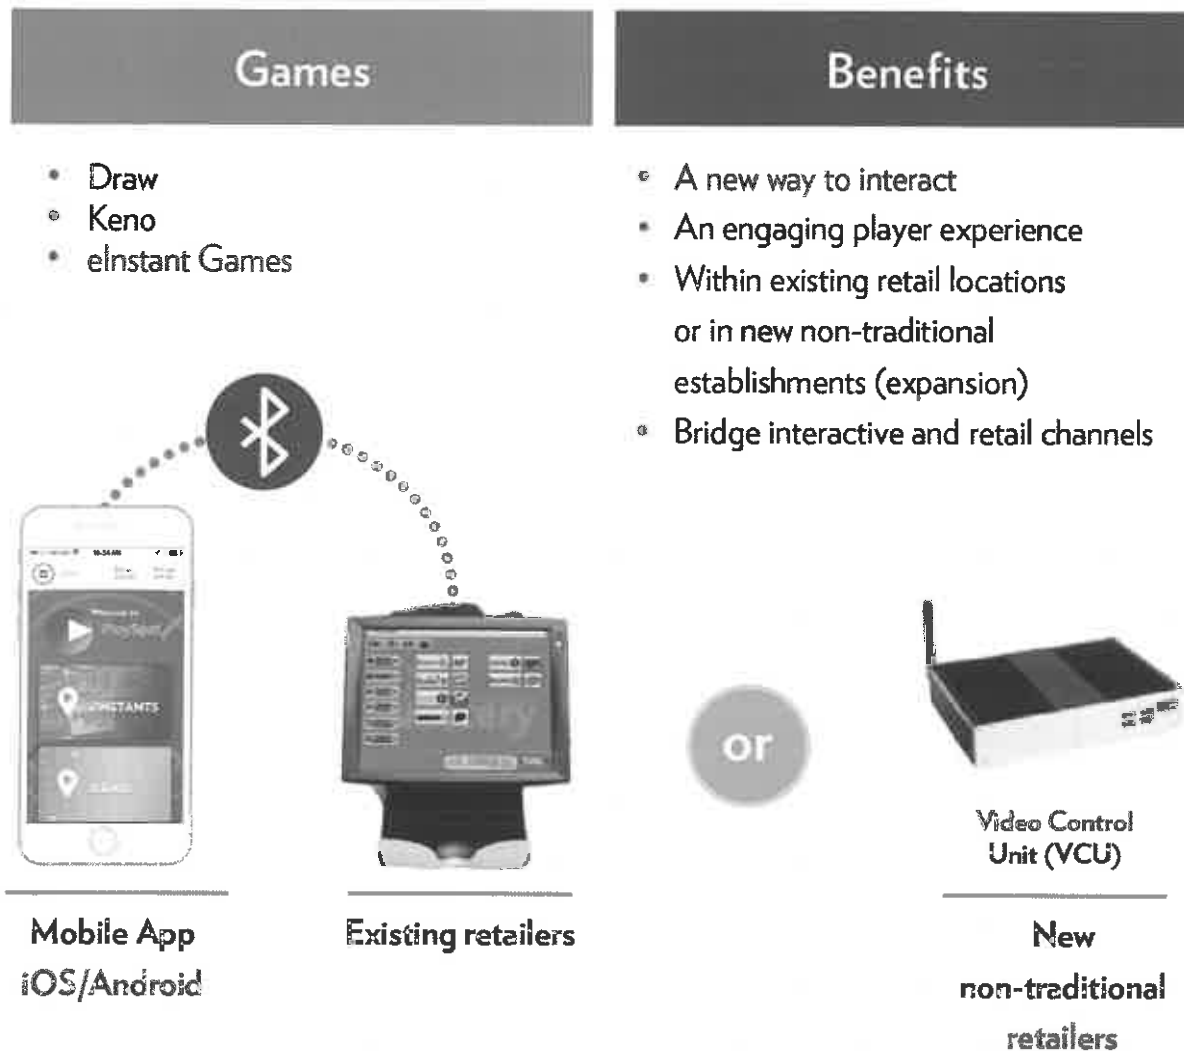 Games
Draw
Keno
eInstant Games
Benefits
A new way to interact
An engaging player experience
Within existing retail locations
or in new non-traditional
establishments (expansion)
Bridge interactive and retail channels
INSTANTS
or
Video Control
Unit (VCU)
Mobile App
iOS/Android
Existing retailers
New
non-traditional
retailers